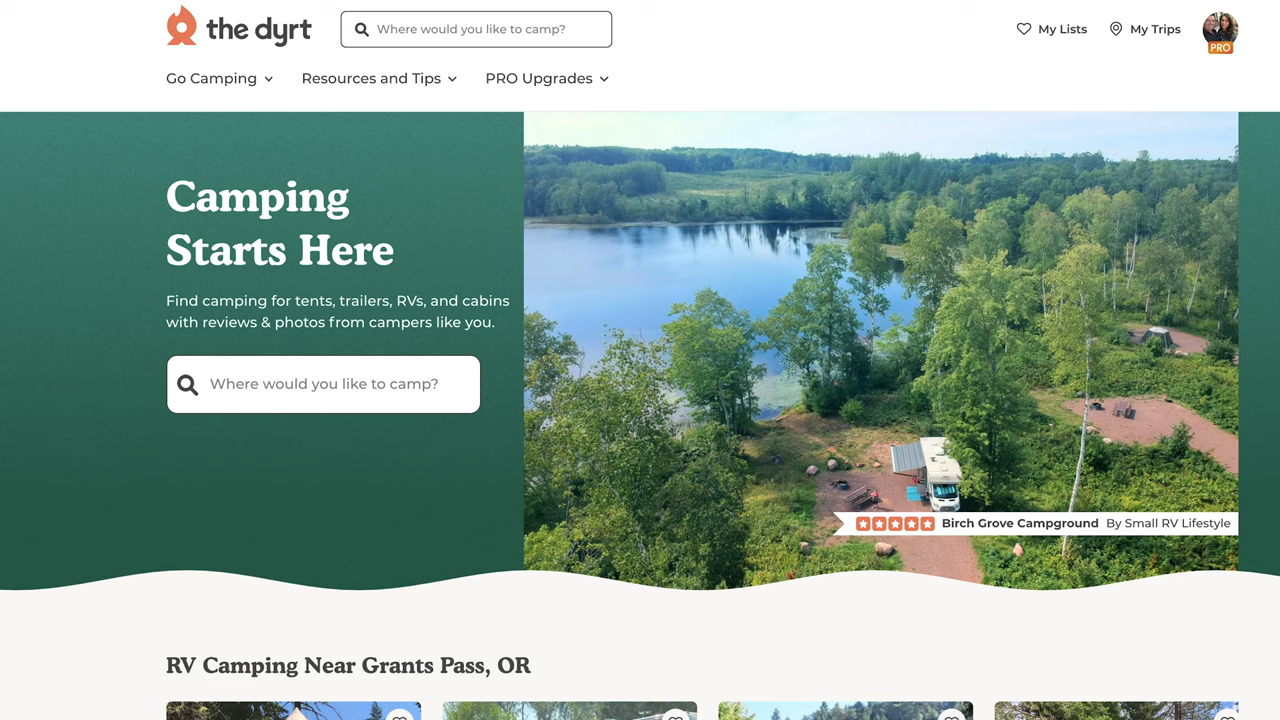 the dyrt
Where would you like to camp?
My Lists
My Trips
PRO
Go Camping
Resources and Tips
PRO Upgrades
Camping
Starts Here
Find camping for tents, trailers, RVs, and cabins
with reviews & photos from campers like you.
Where would you like to camp?
Birch Grove Campground By Small RV Lifestyle
RV Camping Near Grants Pass, OR